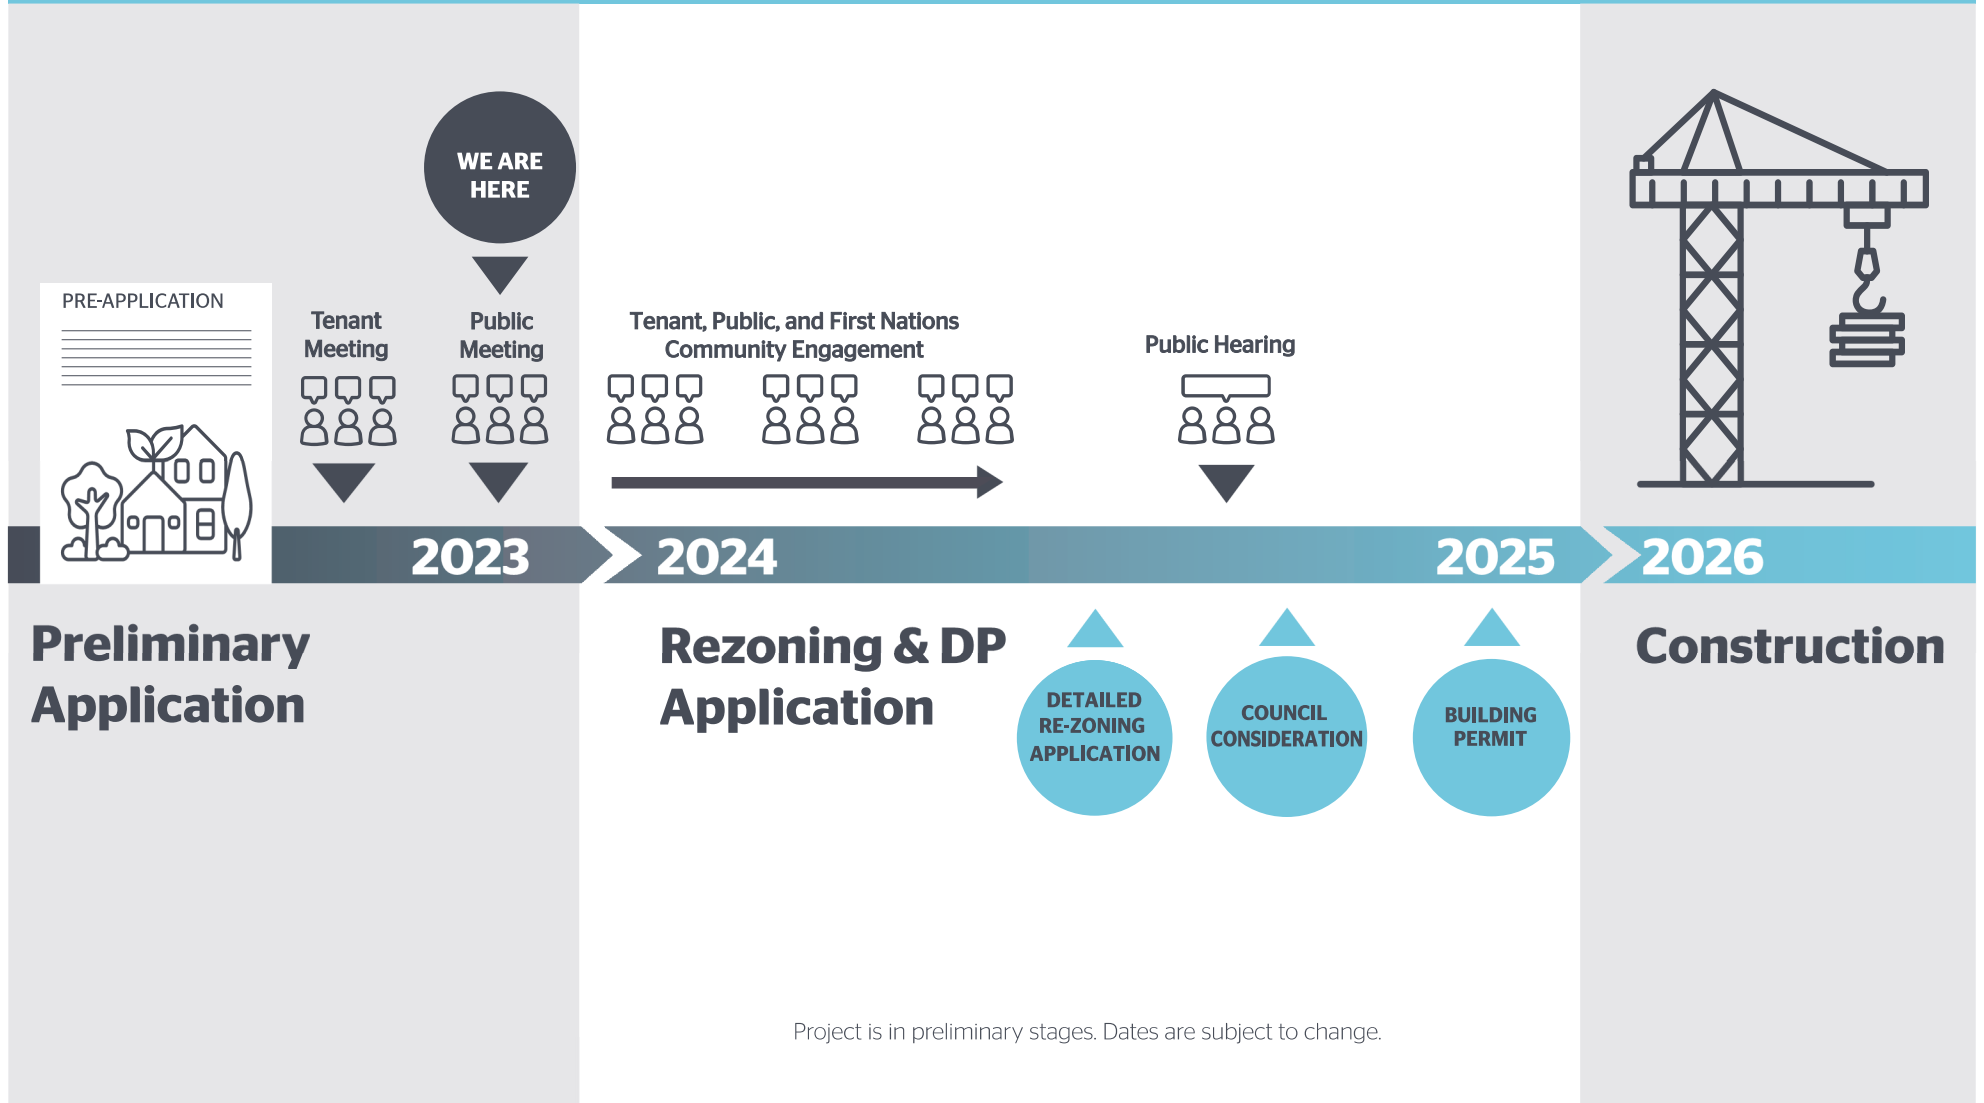 WE ARE
HERE
PRE-APPLICATION
Tenant
Meeting
Public
Meeting
Tenant, Public, and First Nations
Community Engagement
Public Hearing
2023
2024
2025
2026
Preliminary
Application
Rezoning & DP
Application
DETAILED
RE-ZONING
APPLICATION
COUNCIL
CONSIDERATION
BUILDING
PERMIT
Construction
Project is in preliminary stages. Dates are subject to change.